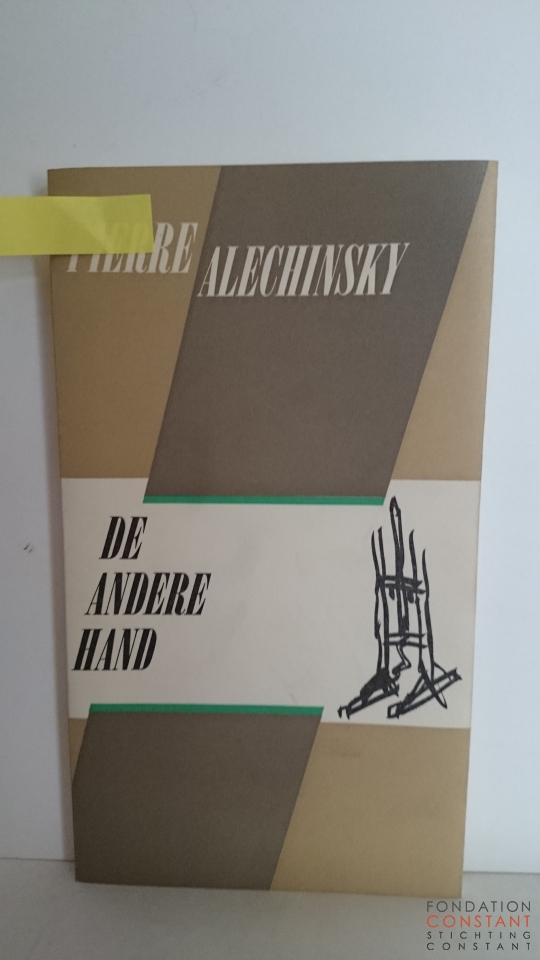 PIERRE
ALECHINSKY
DE
ANDERE
HAND
FONDATION
CONSTANT
STICHTING
CONSTANT